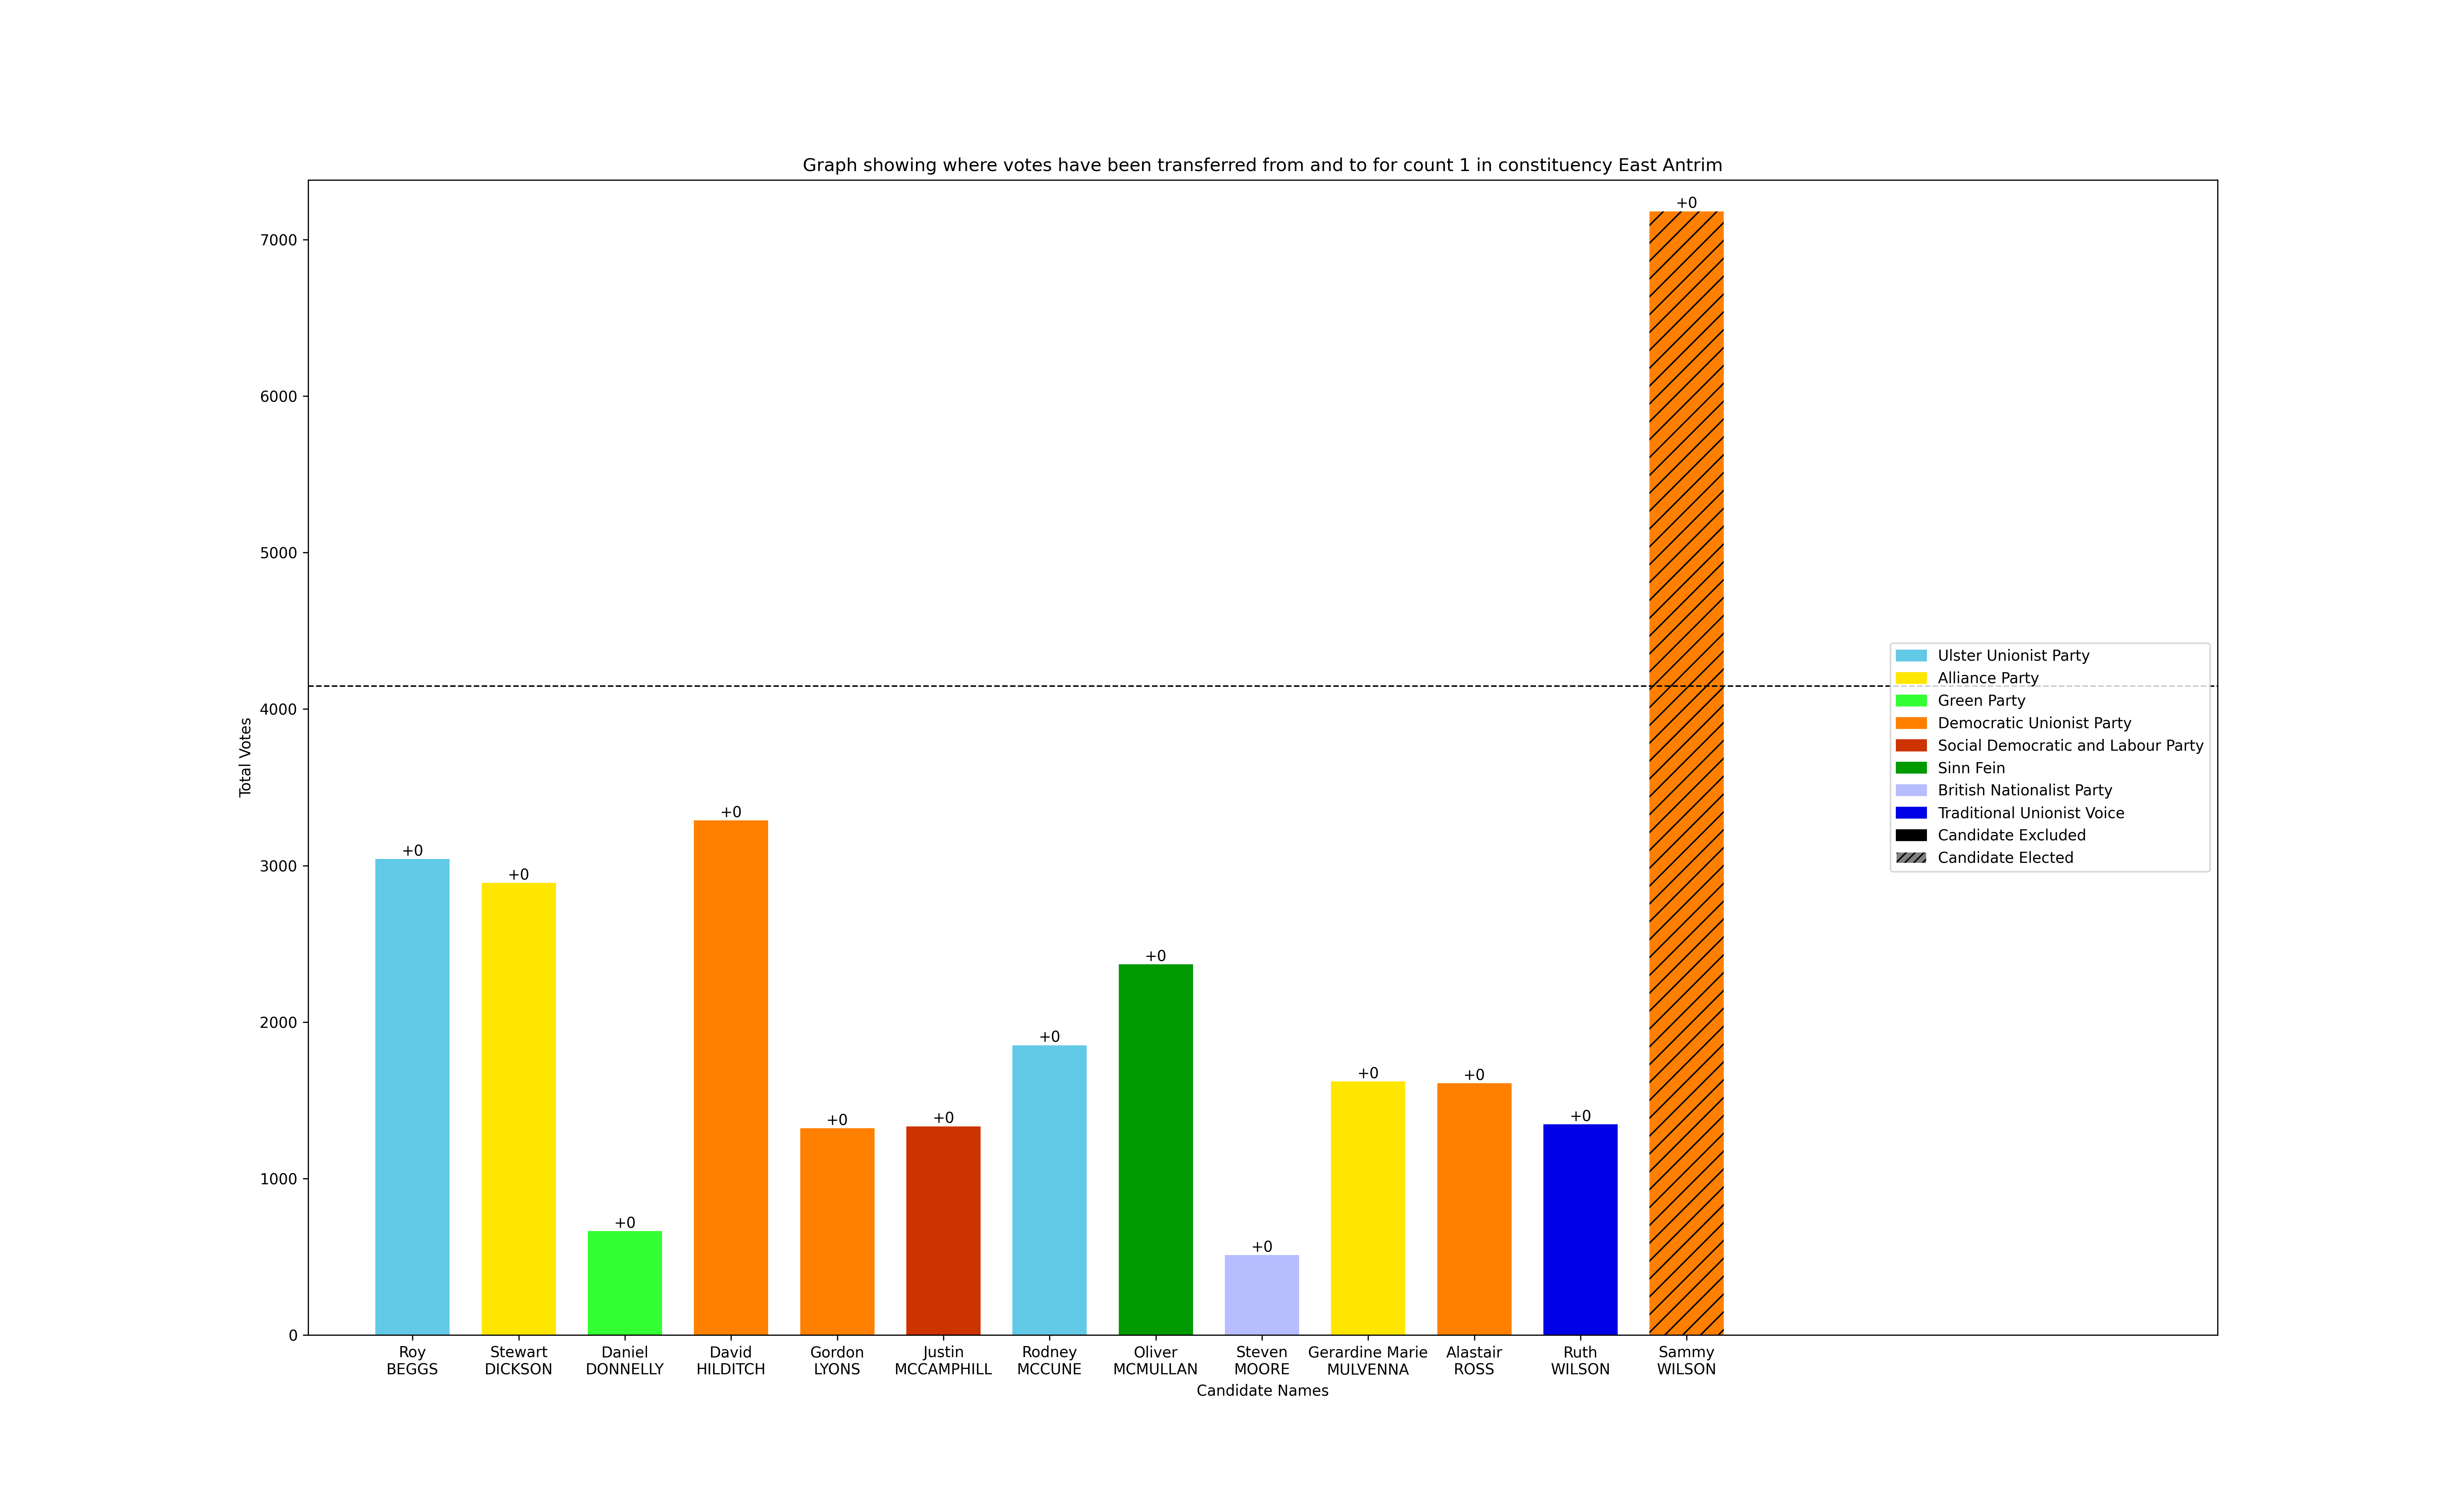 Graph showing where votes have been transferred from and to for count 1 in constituency East Antrim
Total Votes
7000
6000
5000
4000
3000
2000
1000
0
+0
+0
+0
+0
+0
+0
+0
+0
+0
+0
+0
+0
+0
Ulster Unionist Party
Alliance Party
Green Party
Democratic Unionist Party
Social Democratic and Labour Party
Sinn Fein
British Nationalist Party
Traditional Unionist Voice
Candidate Excluded
Candidate Elected
Roy
BEGGS
Stewart
DICKSON
Daniel
DONNELLY
David
HILDITCH
Gordon
LYONS
Justin
MCCAMPHILL
Rodney
MCCUNE
Oliver
MCMULLAN
Steven
MOORE
Gerardine Marie
MULVENNA
Alastair
ROSS
Ruth
WILSON
Sammy
WILSON
Candidate Names